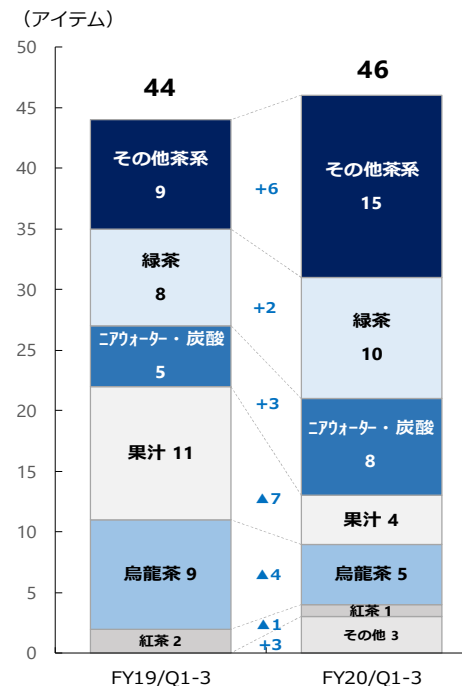 （アイテム）
50
45
40
35
30
25
20
15
10
5
0
44
46
その他茶系
9
緑茶
8
ニアウォーター・炭酸
5
果汁 11
烏龍茶 9
紅茶 2
+6
+2
+3
▲7
▲4
▲1
+3
その他茶系
15
緑茶
10
ニアウォーター・炭酸
8
果汁 4
烏龍茶 5
紅茶 1
その他 3
FY19/Q1-3
FY20/Q1-3